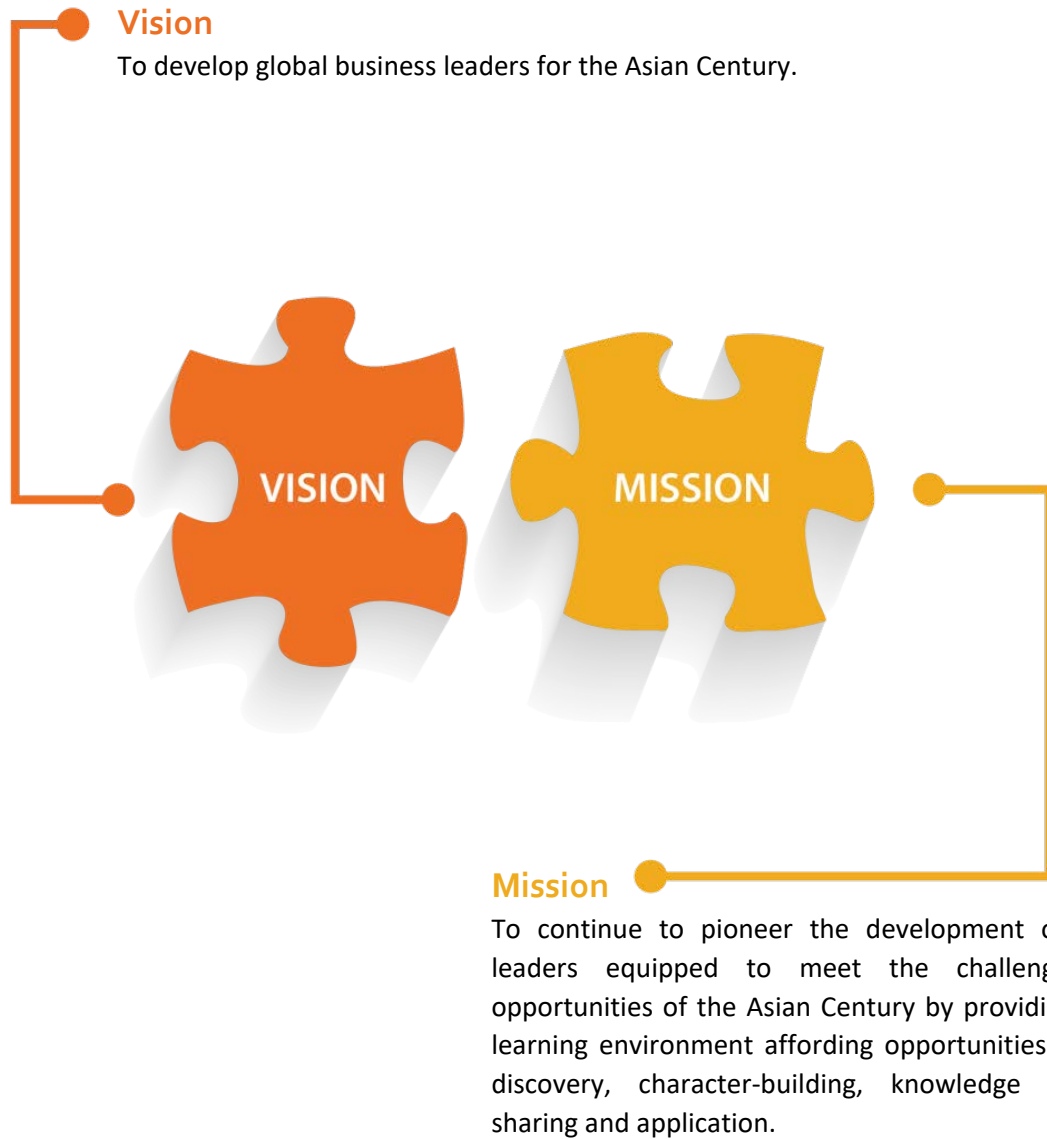 Vision
To develop global business leaders for the Asian Century.
VISION
MISSION
Mission
To continue to pioneer the development
leaders equipped to meet the
opportunities of the Asian Century by
learning environment affording opportunities
discovery, character-building, knowledge
sharing and application.